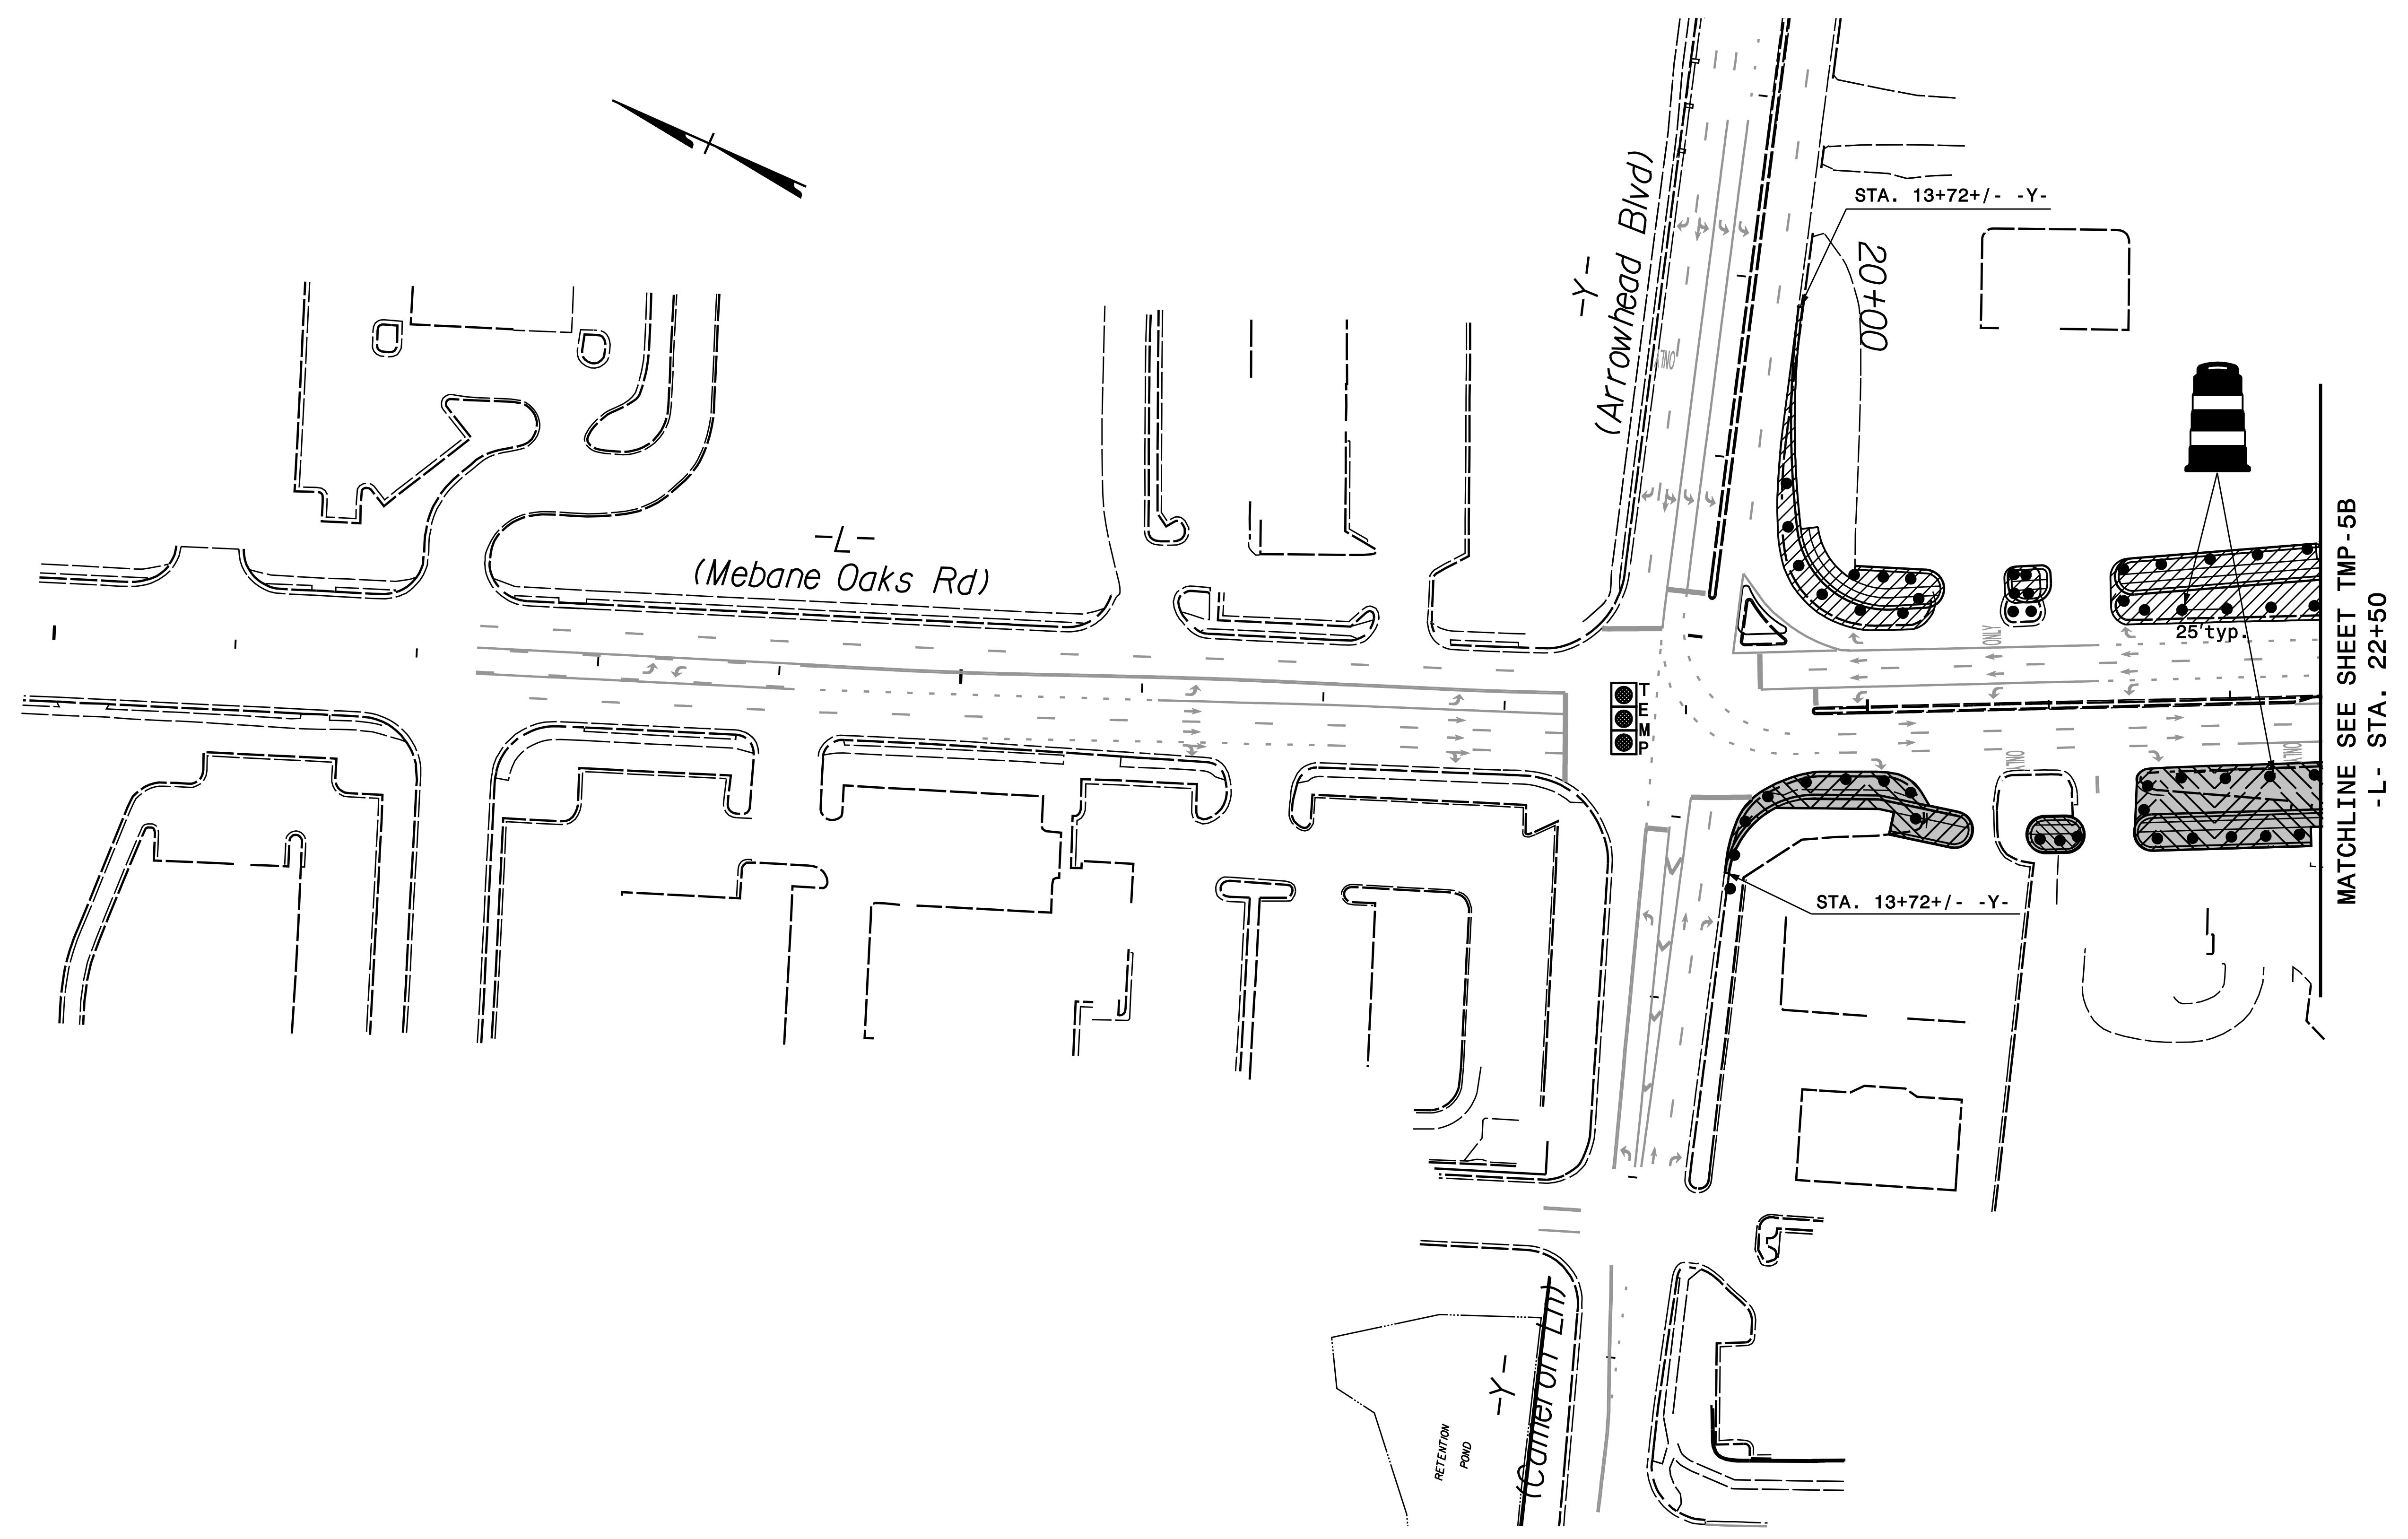 STA. 13+72+/- -Y-
20+00
-Y-
(Arrowhead Blvd)
ONLY
-L-
(Mebane Oaks Rd)
25' typ.
ONLY
ONLY
ONLY
TEMP
MATCHLINE SEE SHEET TMP-5B
-L- STA. 22+50
STA. 13+72+/- -Y-
-Y-
(Cameron Ln)
RETENTION
POND